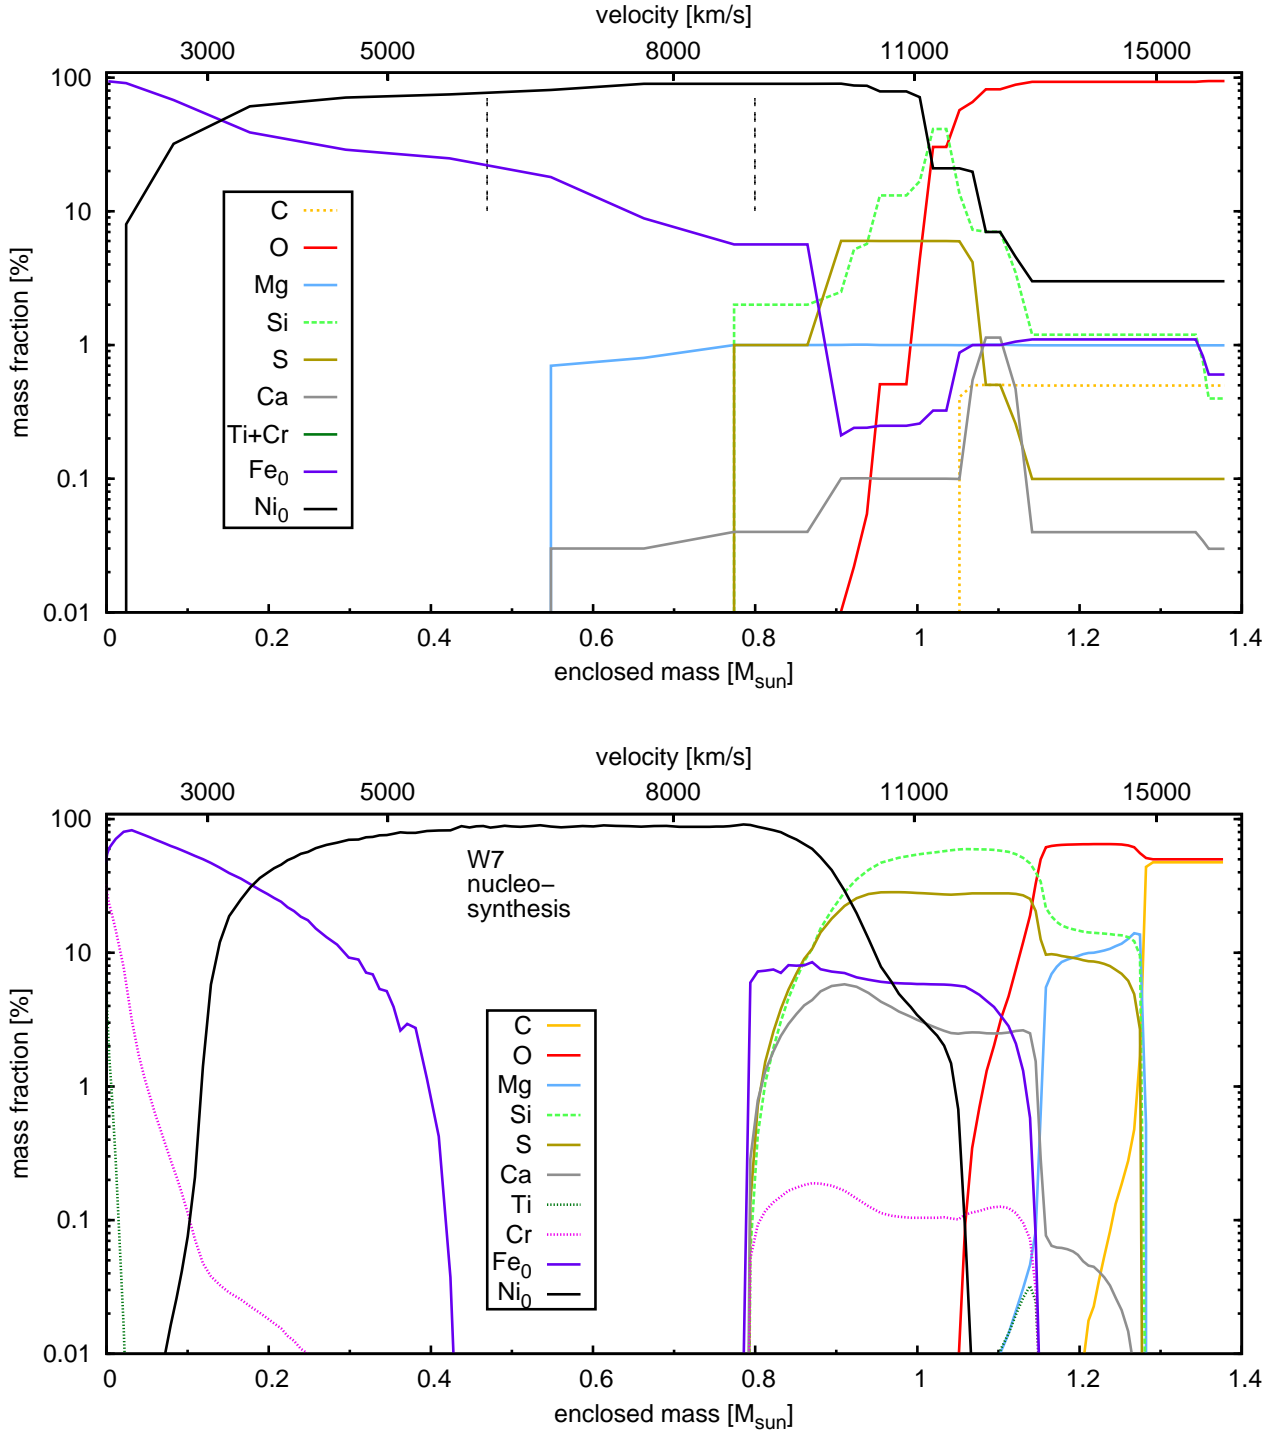 velocity [km/s]
3000 5000 8000 11000 15000
100
10
1
0.1
0.01
mass fraction [%]
C
O
Mg
Si
S
Ca
Ti+Cr
Fe0
Ni0
0 0.2 0.4 0.6 0.8 1 1.2 1.4
enclosed mass [Msun]
velocity [km/s]
3000 5000 8000 11000 15000
100
10
1
0.1
0.01
mass fraction [%]
W7
nucleo−
synthesis
C
O
Mg
Si
S
Ca
Ti
Cr
Fe0
Ni0
0 0.2 0.4 0.6 0.8 1 1.2 1.4
enclosed mass [Msun]